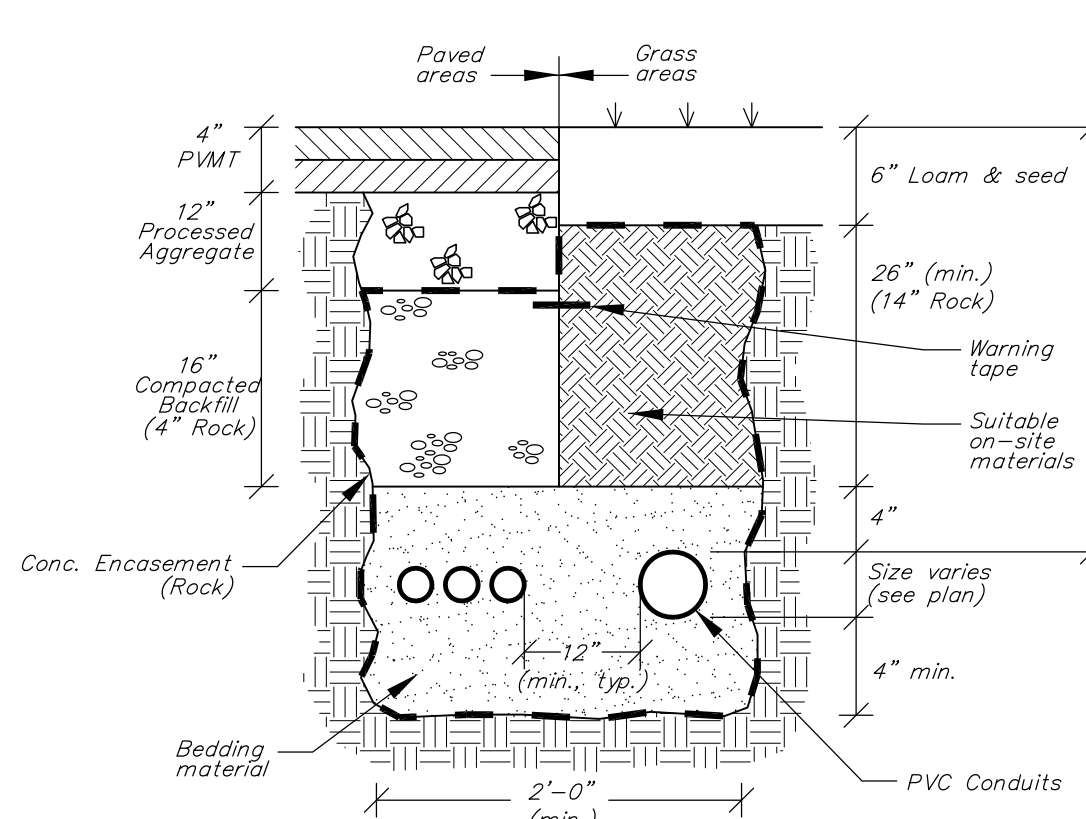 Paved
areas
Grass
areas
4"
PVMT
12"
Processed
Aggregate
16"
Compacted
Backfill
(4" Rock)
6" Loam & seed
26" (min.)
(14" Rock)
Warning
tape
Suitable
on-site
materials
4"
Size varies
(see plan)
4" min.
Conc. Encasement
(Rock)
12"
(min., typ.)
Bedding
material
PVC Conduits
2'-0"
(min.)